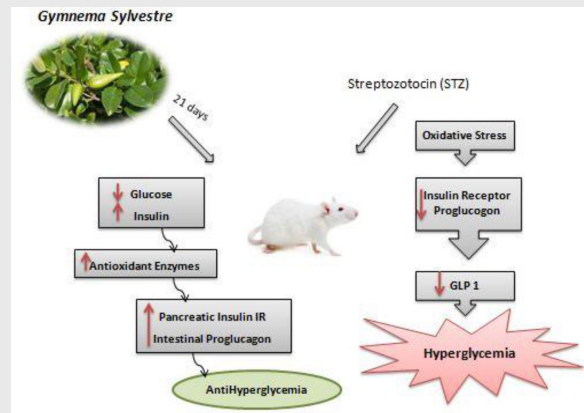 Gymnema Sylvestre
21 days
Streptozotocin (STZ)
Glucose
Insulin
Antioxidant Enzymes
Pancreatic Insulin IR
Intestinal Proglucagon
AntiHyperglycemia
Oxidative Stress
Insulin Receptor
Proglucogon
GLP 1
Hyperglycemia